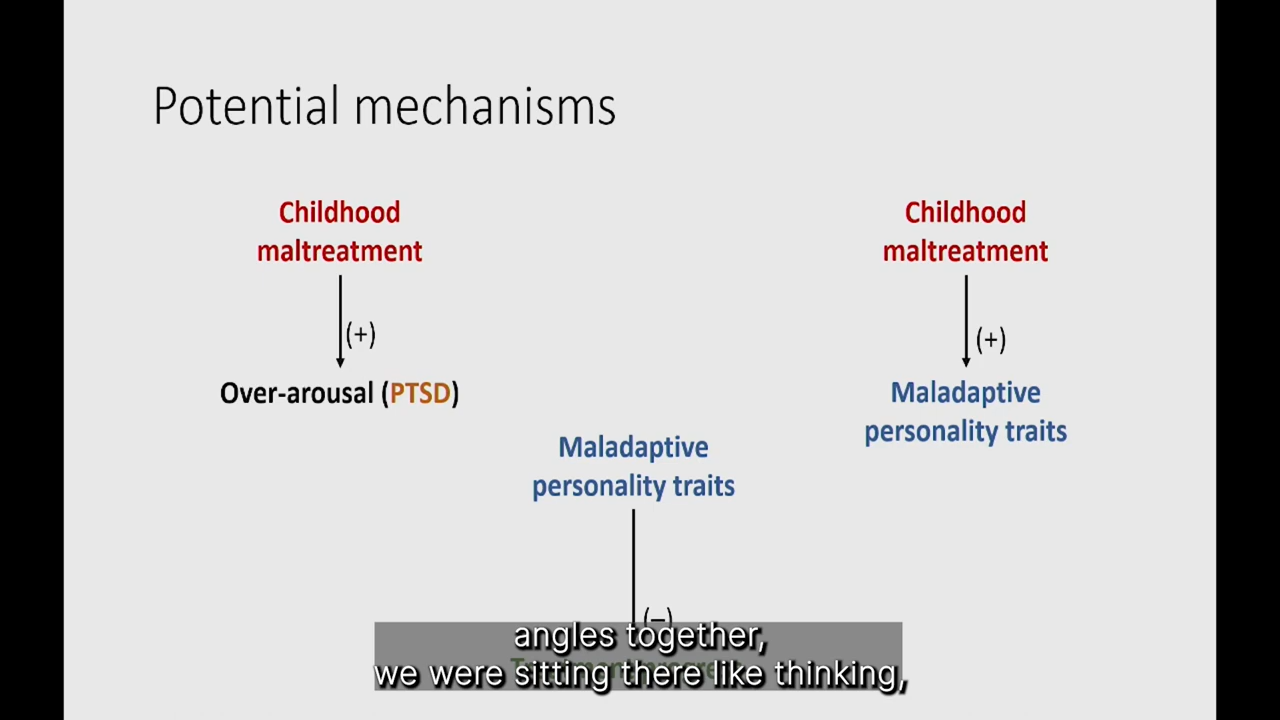 Potential mechanisms
Childhood
maltreatment
(+)
Over-arousal (PTSD)
Childhood
maltreatment
(+)
Maladaptive
personality traits
Maladaptive
personality traits
(–)
angles together,
we were sitting there like thinking,